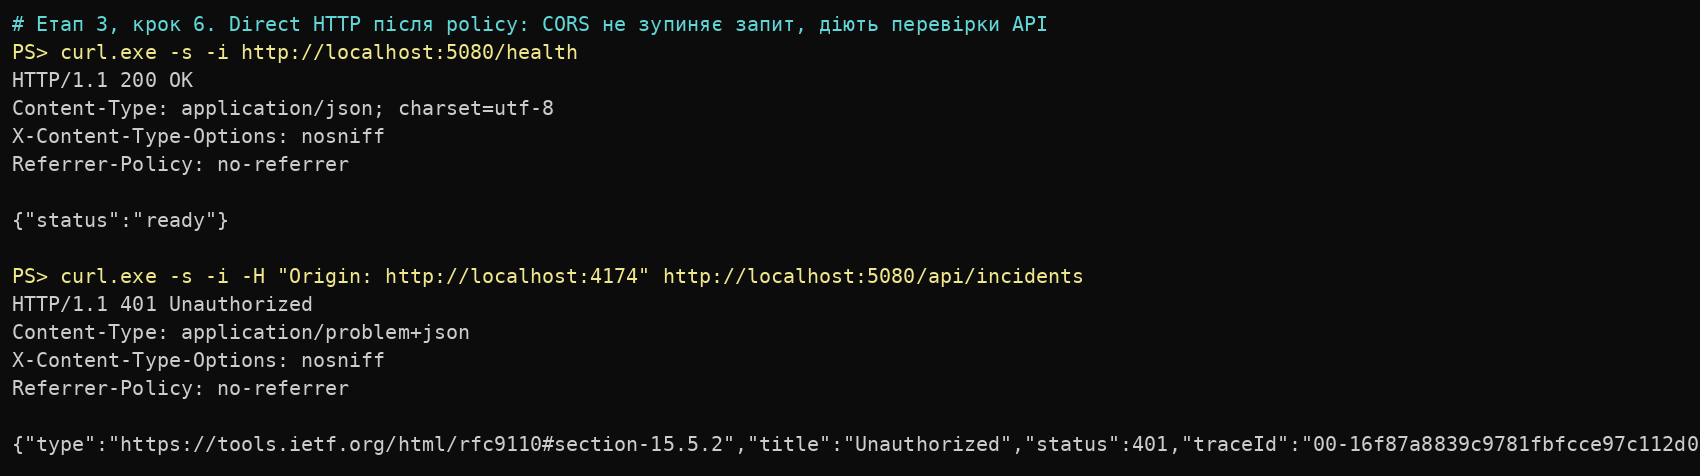 # Етап 3, крок 6. Direct HTTP після policy: CORS не зупиняє запит, діють перевірки API
PS> curl.exe -s -i http://localhost:5080/health
HTTP/1.1 200 OK
Content-Type: application/json; charset=utf-8
X-Content-Type-Options: nosniff
Referrer-Policy: no-referrer
{"status":"ready"}
PS> curl.exe -s -i -H "Origin: http://localhost:4174" http://localhost:5080/api/incidents
HTTP/1.1 401 Unauthorized
Content-Type: application/problem+json
X-Content-Type-Options: nosniff
Referrer-Policy: no-referrer
{"type":"https://tools.ietf.org/html/rfc9110#section-15.5.2","title":"Unauthorized","status":401,"traceId":"00-16f87a8839c9781fbfcce97c112d0